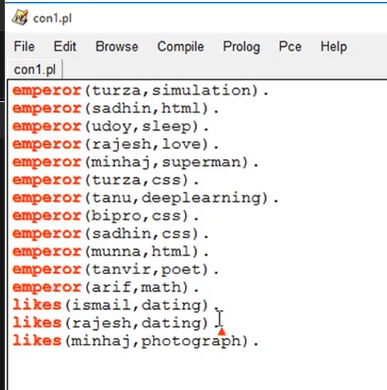 con1.pl
File Edit Browse Compile Prolog Pce Help
con1.pl
emperor(turza,simulation).
emperor(sadhin,html).
emperor(udoy,sleep).
emperor(rajesh,love).
emperor(minhaj,superman).
emperor(turza,css).
emperor(tanu,deeplearning).
emperor(bipro,css).
emperor(sadhin,css).
emperor(munna,html).
emperor(tanvir,poet).
emperor(arif,math).
likes(ismail,dating).
likes(rajesh,dating)
likes(minhaj,photograph).